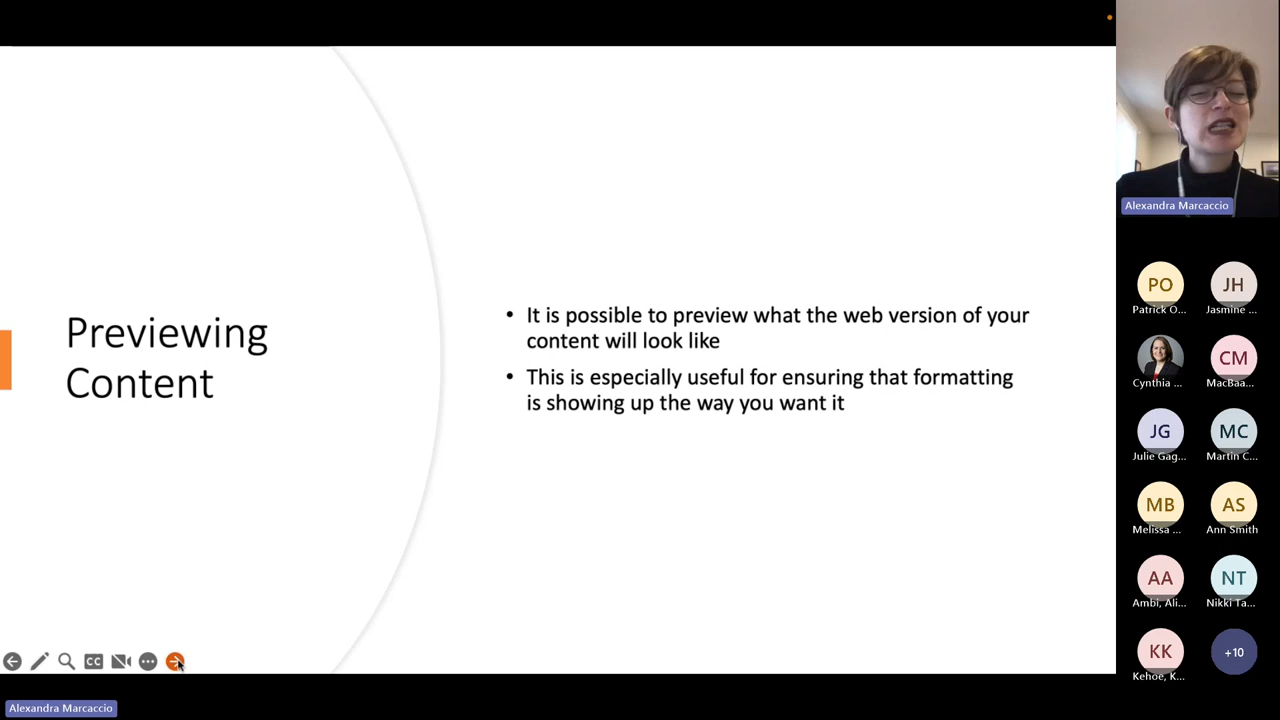 Previewing
Content
• It is possible to preview what the web version of your
content will look like
• This is especially useful for ensuring that formatting
is showing up the way you want it
CC
Alexandra Marcaccio
Alexandra Marcaccio
PO JH
Patrick O... Jasmine ...
CM
Cynthia ... MacBaa...
JG MC
Julie Gag... Martin C...
MB AS
Melissa ... Ann Smith
AA NT
Ambi, Ali... Nikki Ta...
KK +10
Kehoe, K...